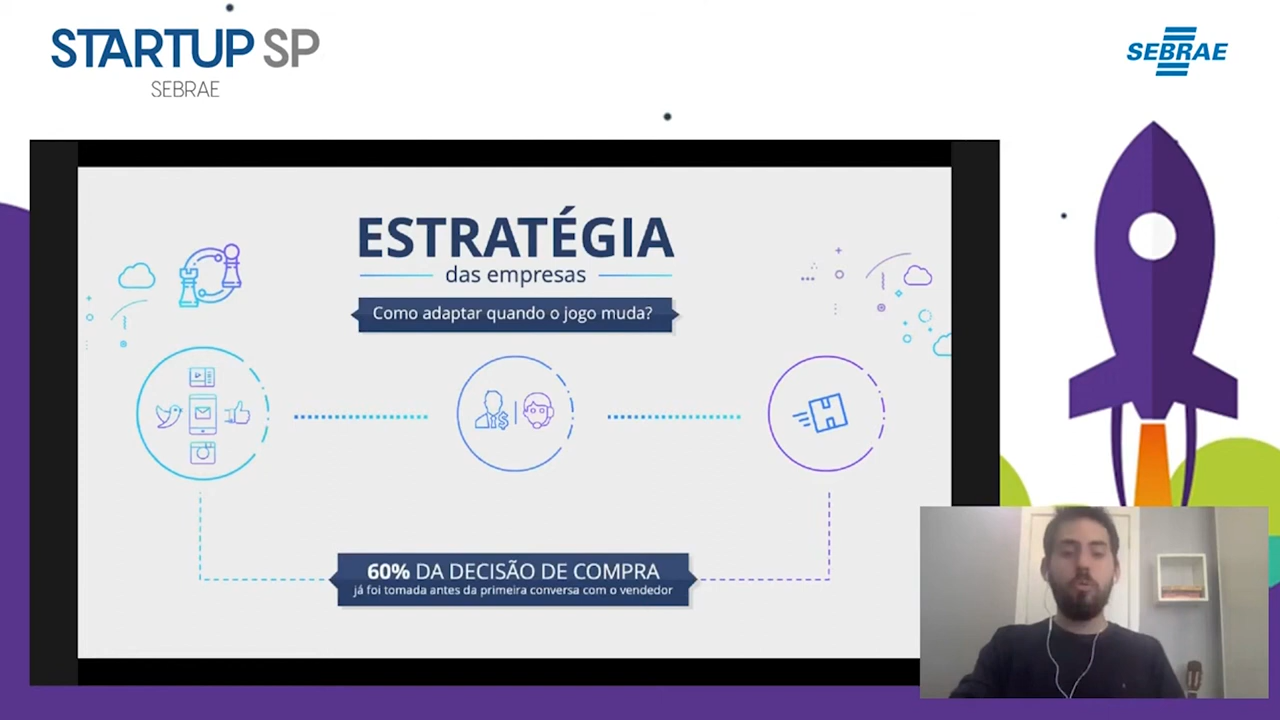 STARTUP SP
SEBRAE
SEBRAE
ESTRATÉGIA
das empresas
Como adaptar quando o jogo muda?
60% DA DECISÃO DE COMPRA
já foi tomada antes da primeira conversa com o vendedor